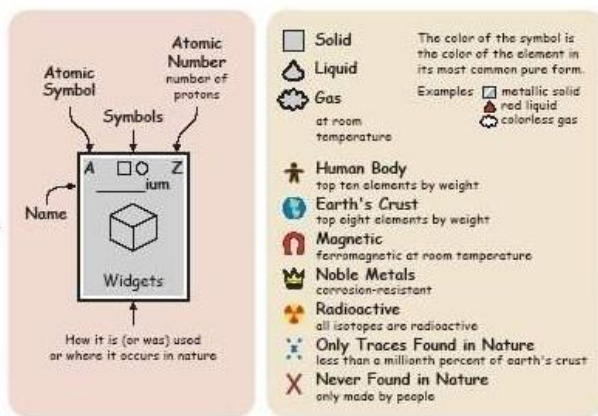 Atomic
Symbol
Atomic
Number
number of
protons
Symbols
A
Z
_____ium
Name
Widgets
How it is (or was) used
or where it occurs in nature
Solid
Liquid
Gas
at room
temperature
The color of the symbol is
the color of the element in
its most common pure form.
Examples
metallic solid
red liquid
colorless gas
Human Body
top ten elements by weight
Earth's Crust
top eight elements by weight
Magnetic
ferromagnetic at room temperature
Noble Metals
corrosion-resistant
Radioactive
all isotopes are radioactive
Only Traces Found in Nature
less than a millionth percent of earth's crust
Never Found in Nature
only made by people